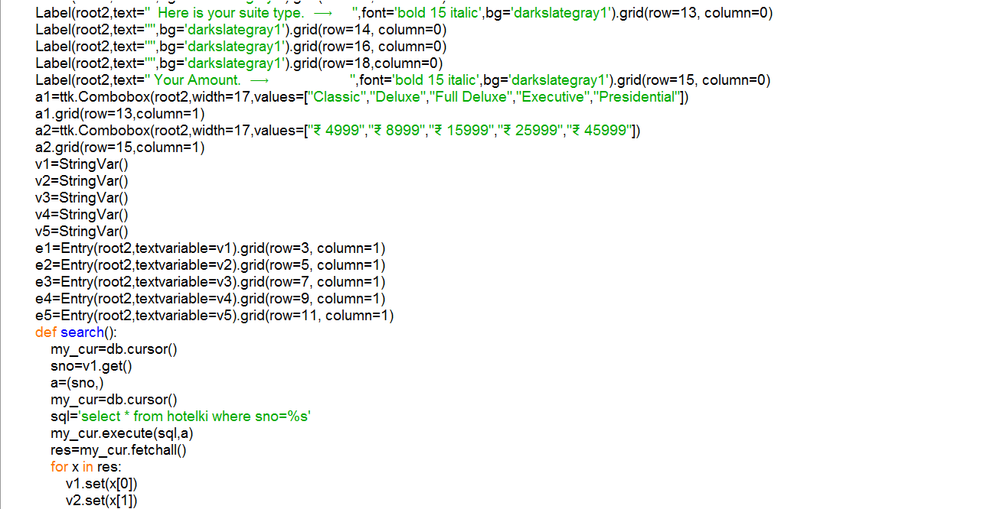 Label(root2,text="  Here is your suite type.  ⟶     ",font='bold 15 italic',bg='darkslategray1').grid(row=13, column=0)
Label(root2,text="",bg='darkslategray1').grid(row=14, column=0)
Label(root2,text="",bg='darkslategray1').grid(row=16, column=0)
Label(root2,text="",bg='darkslategray1').grid(row=18,column=0)
Label(root2,text=" Your Amount.  ⟶                    ",font='bold 15 italic',bg='darkslategray1').grid(row=15, column=0)
a1=ttk.Combobox(root2,width=17,values=["Classic","Deluxe","Full Deluxe","Executive","Presidential"])
a1.grid(row=13,column=1)
a2=ttk.Combobox(root2,width=17,values=["₹ 4999","₹ 8999","₹ 15999","₹ 25999","₹ 45999"])
a2.grid(row=15,column=1)
v1=StringVar()
v2=StringVar()
v3=StringVar()
v4=StringVar()
v5=StringVar()
e1=Entry(root2,textvariable=v1).grid(row=3, column=1)
e2=Entry(root2,textvariable=v2).grid(row=5, column=1)
e3=Entry(root2,textvariable=v3).grid(row=7, column=1)
e4=Entry(root2,textvariable=v4).grid(row=9, column=1)
e5=Entry(root2,textvariable=v5).grid(row=11, column=1)
def search():
    my_cur=db.cursor()
    sno=v1.get()
    a=(sno,)
    my_cur=db.cursor()
    sql='select * from hotelki where sno=%s'
    my_cur.execute(sql,a)
    res=my_cur.fetchall()
    for x in res:
        v1.set(x[0])
        v2.set(x[1])